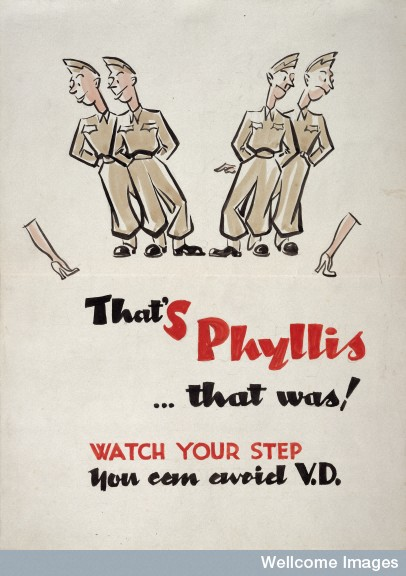 That's Phyllis
... that was!
WATCH YOUR STEP
You can avoid V.D.
Wellcome Images